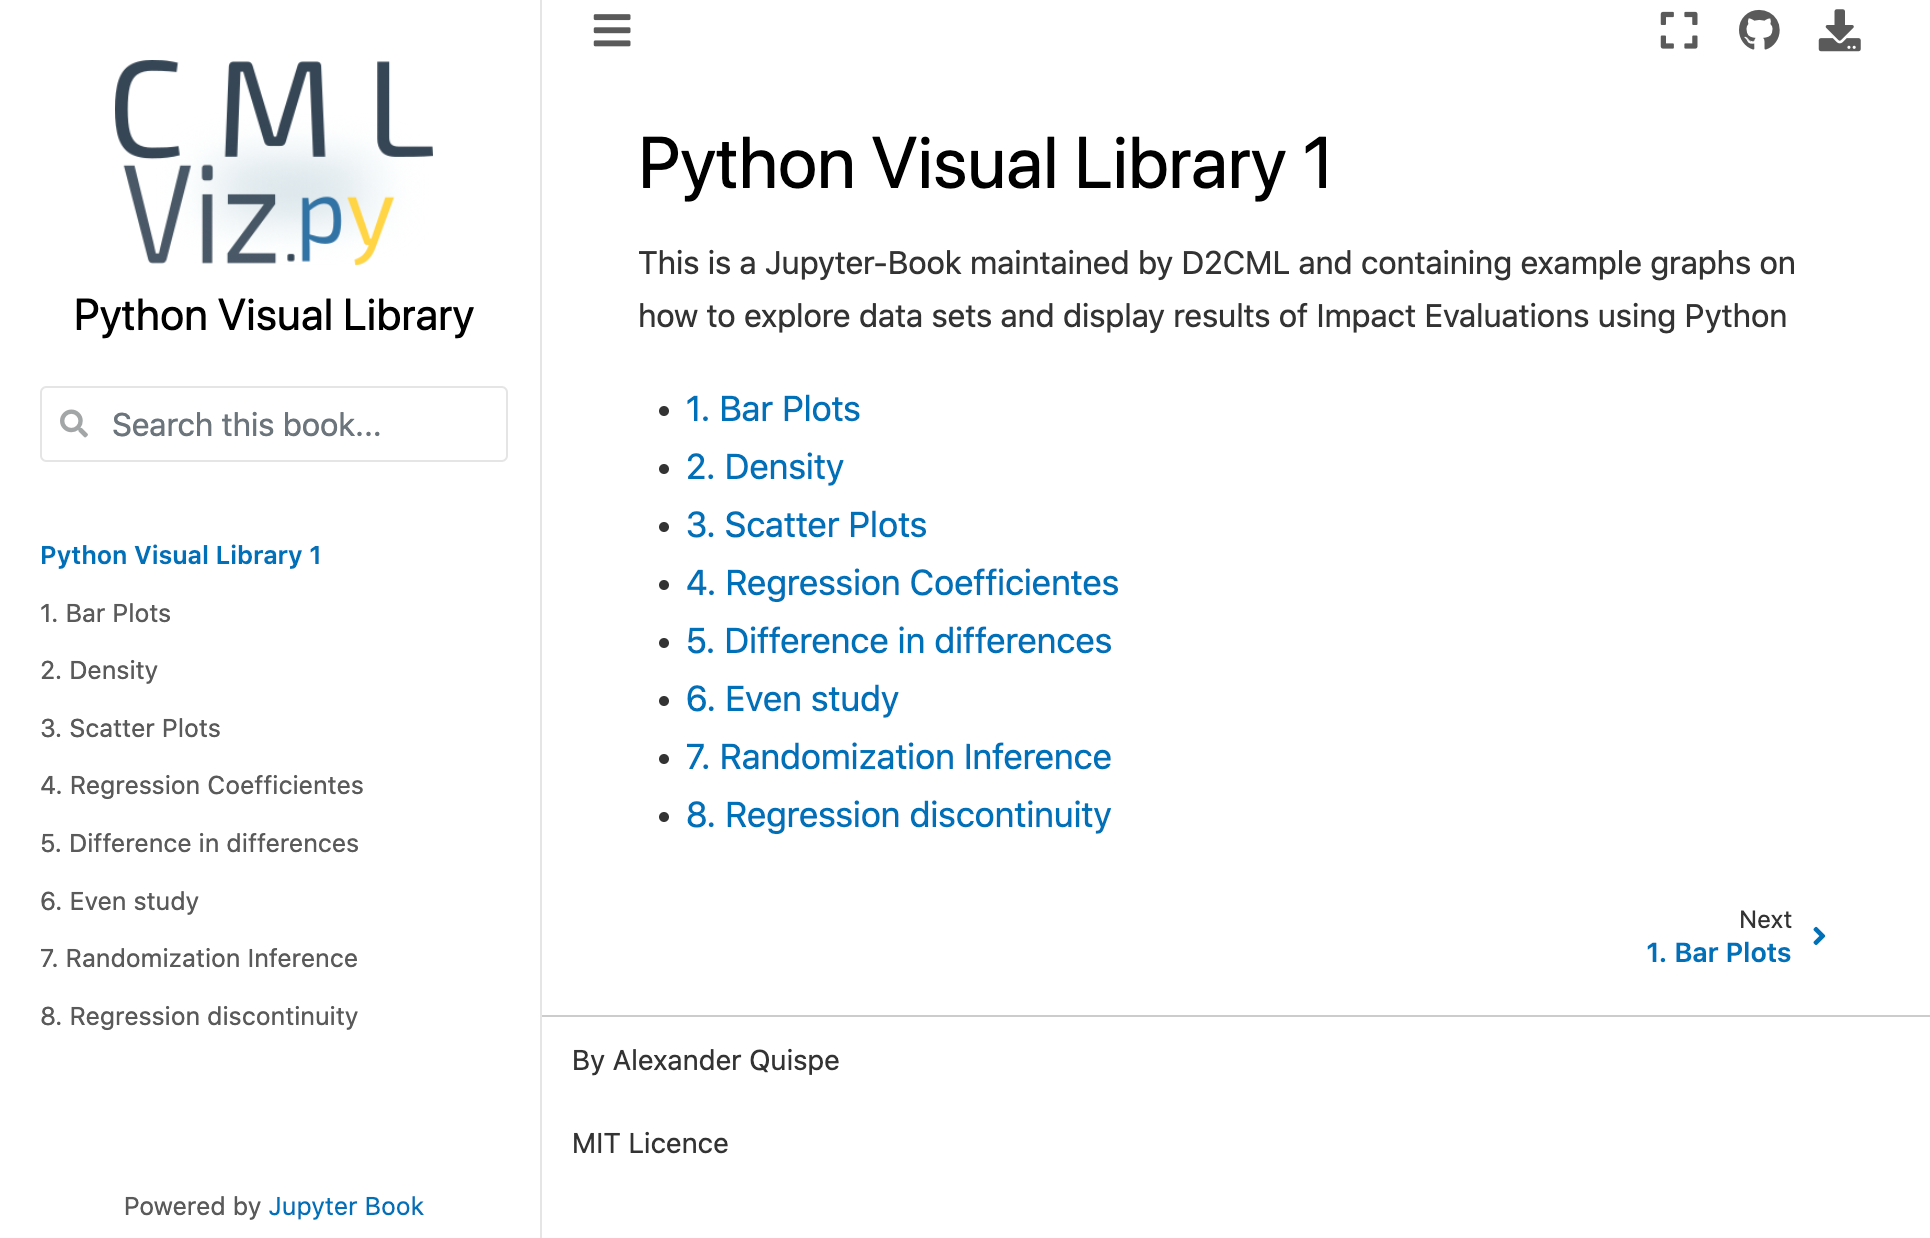 C M L
Viz.py
Python Visual Library
Search this book...
Python Visual Library 1
1. Bar Plots
2. Density
3. Scatter Plots
4. Regression Coefficientes
5. Difference in differences
6. Even study
7. Randomization Inference
8. Regression discontinuity
Powered by Jupyter Book
Python Visual Library 1
This is a Jupyter-Book maintained by D2CML and containing example graphs on
how to explore data sets and display results of Impact Evaluations using Python
• 1. Bar Plots
• 2. Density
• 3. Scatter Plots
• 4. Regression Coefficientes
• 5. Difference in differences
• 6. Even study
• 7. Randomization Inference
• 8. Regression discontinuity
Next
1. Bar Plots
By Alexander Quispe
MIT Licence